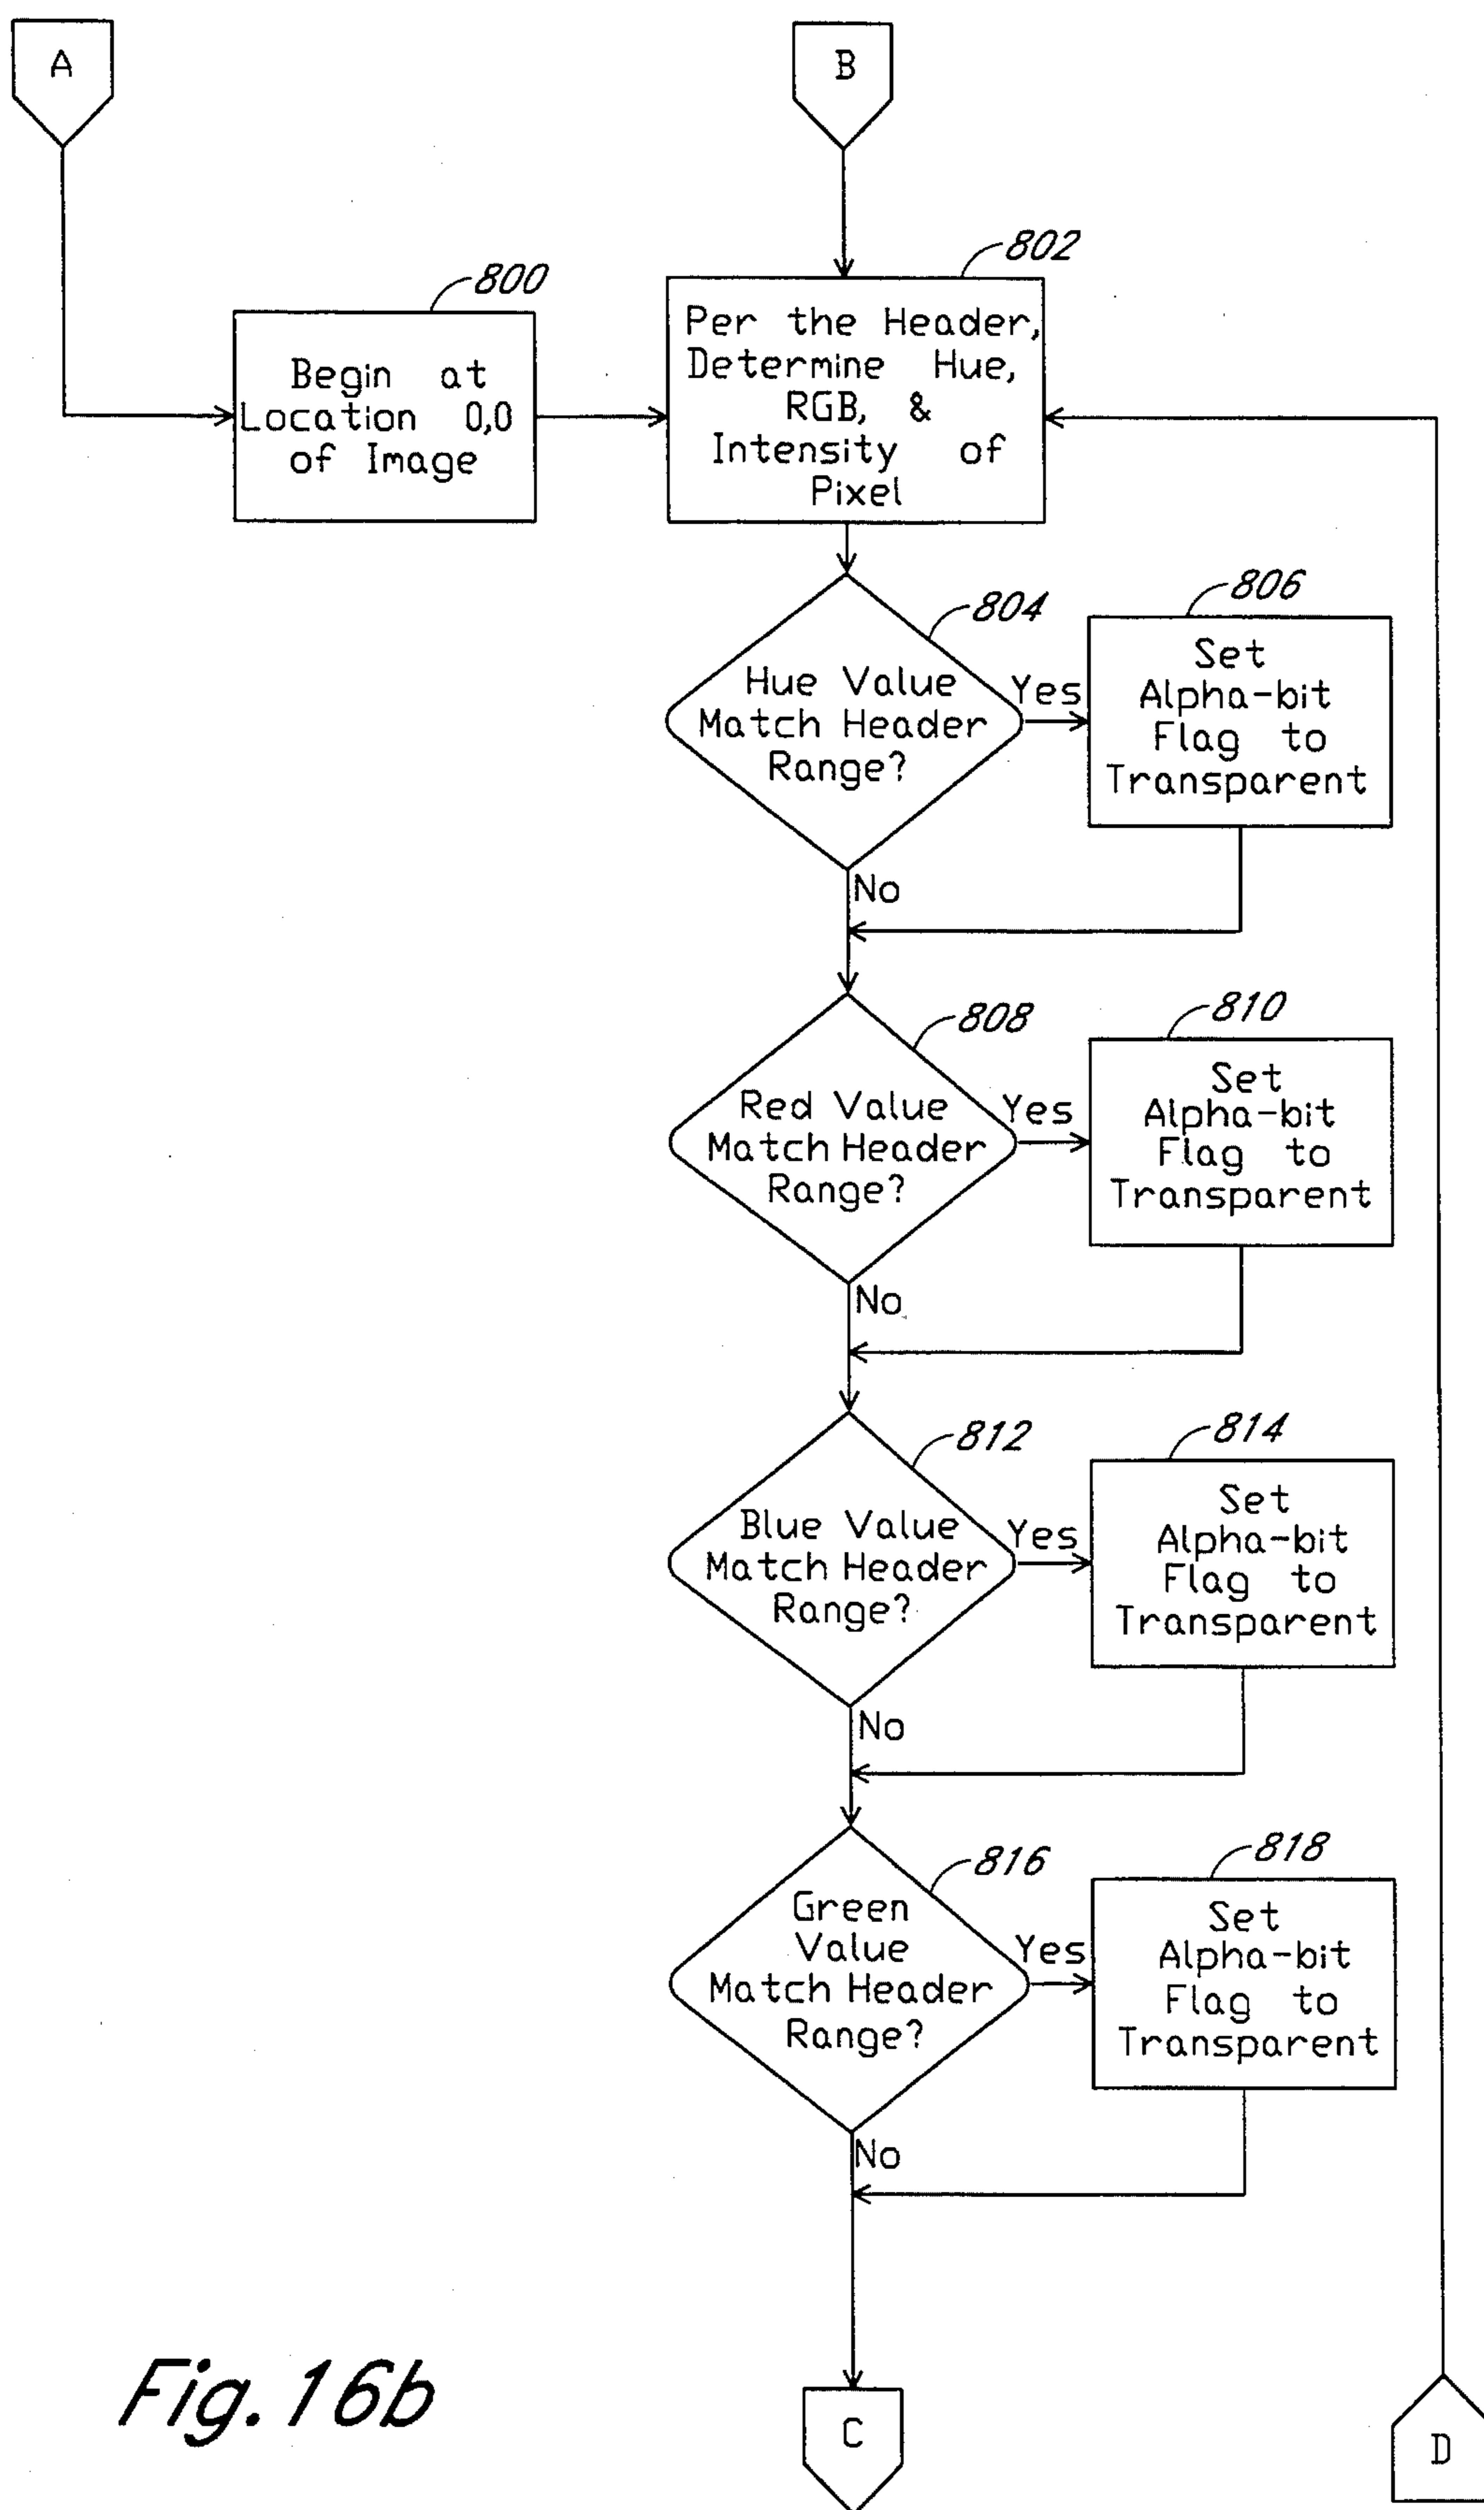 A
B
800
802
Begin at
Location 0,0
of Image
Per the Header,
Determine Hue,
RGB, &
Intensity of
Pixel
804
806
Hue Value
Match Header
Range?
Yes
Set
Alpha-bit
Flag to
Transparent
No
808
810
Red Value
Match Header
Range?
Yes
Set
Alpha-bit
Flag to
Transparent
No
812
814
Blue Value
Match Header
Range?
Yes
Set
Alpha-bit
Flag to
Transparent
No
816
818
Green
Value
Match Header
Range?
Yes
Set
Alpha-bit
Flag to
Transparent
No
C
D
Fig. 16b